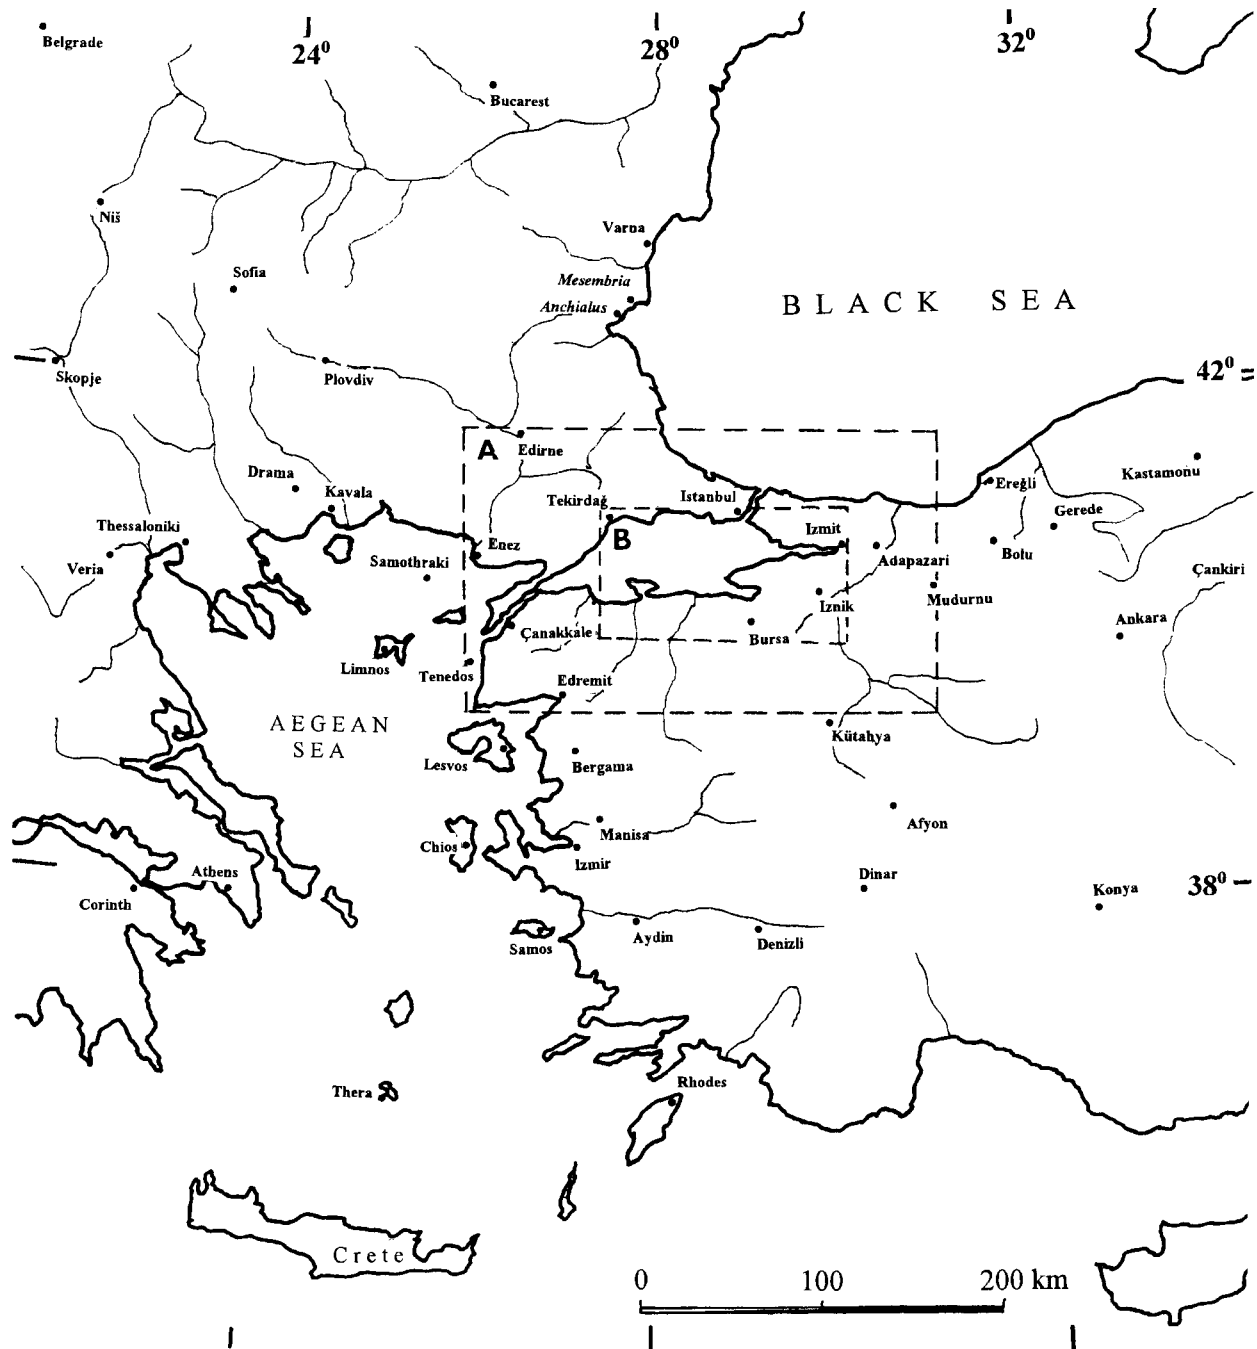 Belgrade
24⁰
28⁰
32⁰
Bucarest
Niš
Varna
Sofia
Mesembria
Anchialus
BLACK SEA
Skopje
Plovdiv
42⁰
A
Edirne
Drama
Kavala
Tekirdağ
Istanbul
Ereğli
Kastamonu
Gerede
Thessaloniki
Izmit
B
Enez
Veria
Samothraki
Adapazari
Bolu
Çankiri
Iznik
Mudurnu
Çanakkale
Bursa
Ankara
Limnos
Tenedos
Edremit
AEGEAN
SEA
Kütahya
Lesvos
Bergama
Manisa
Afyon
Chios
Izmir
Athens
Dinar
38⁰
Corinth
Konya
Samos
Aydin
Denizli
Rhodes
Thera
Crete
0 100 200 km